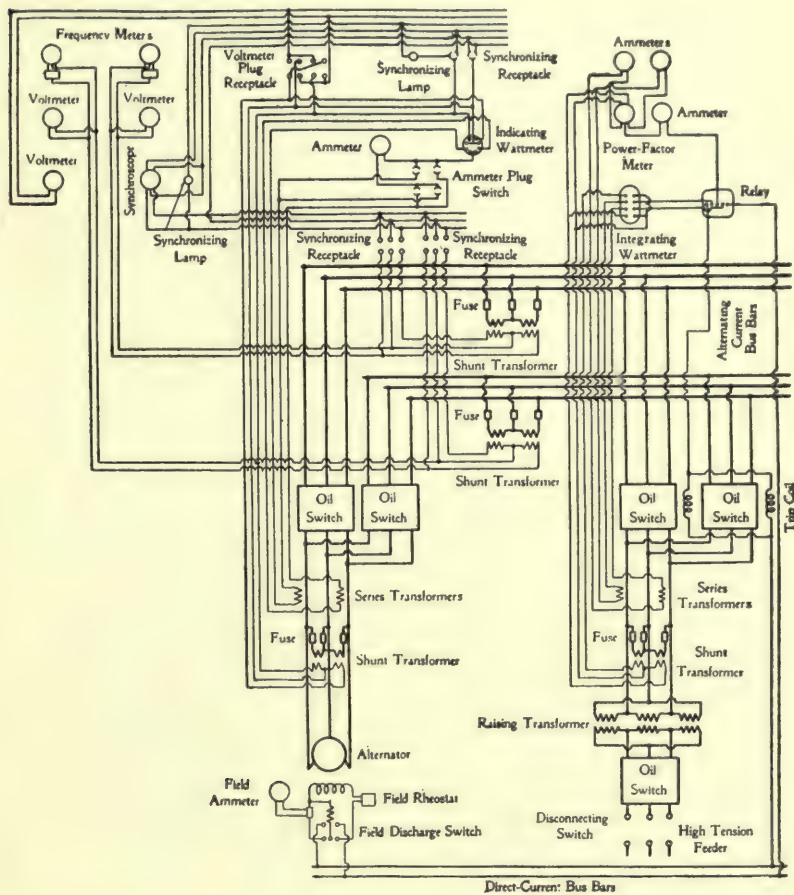 Frequency Meters
Voltmeter
Voltmeter
Voltmeter
Synchroscope
Synchronizing
Lamp
Voltmeter
Plug
Receptacle
Synchronizing
Lamp
Synchronizing
Receptacle
Ammeter
Indicating
Wattmeter
Ammeter Plug
Switch
Synchronizing
Receptacle
Synchronizing
Receptacle
Ammeters
Ammeter
Power-Factor
Meter
Relay
Integrating
Wattmeter
Alternating
Current
Bus Bars
Fuse
Shunt Transformer
Fuse
Shunt Transformer
Oil
Switch
Oil
Switch
Oil
Switch
Oil
Switch
Trip Coil
Series Transformers
Fuse
Shunt Transformer
Series
Transformers
Fuse
Shunt
Transformer
Raising Transformer
Alternator
Oil
Switch
Field
Ammeter
Field Rheostat
Field Discharge Switch
Disconnecting
Switch
High Tension
Feeder
Direct-Current Bus Bars